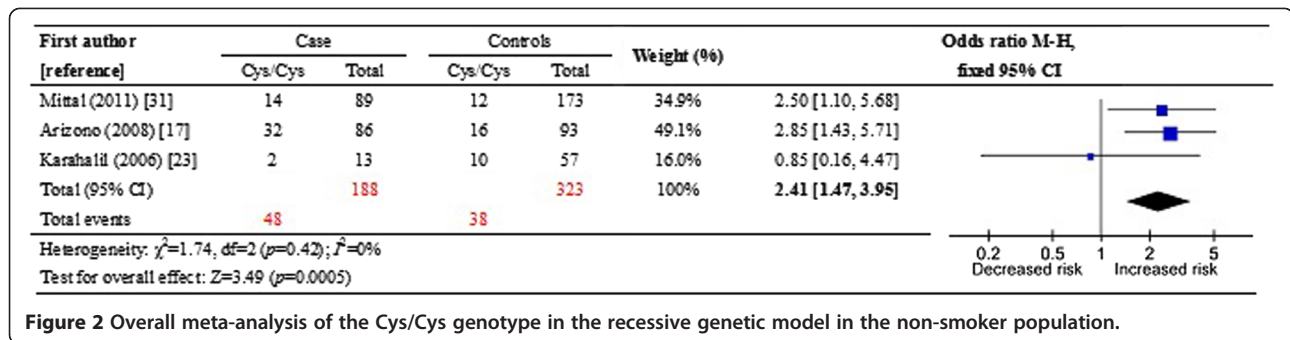 First author Case Controls Weight (%) Odds ratio M-H,
[reference] Cys/Cys Total Cys/Cys Total fixed 95% CI
Mittal (2011) [31] 14 89 12 173 34.9% 2.50 [1.10, 5.68]
Arizono (2008) [17] 32 86 16 93 49.1% 2.85 [1.43, 5.71]
Karahalil (2006) [23] 2 13 10 57 16.0% 0.85 [0.16, 4.47]
Total (95% CI) 188 323 100% 2.41 [1.47, 3.95]
Total events 48 38
Heterogeneity: χ²=1.74, df=2 (p=0.42); I²=0%
Test for overall effect: Z=3.49 (p=0.0005)
0.2 0.5 1 2 5
Decreased risk Increased risk
Figure 2 Overall meta-analysis of the Cys/Cys genotype in the recessive genetic model in the non-smoker population.